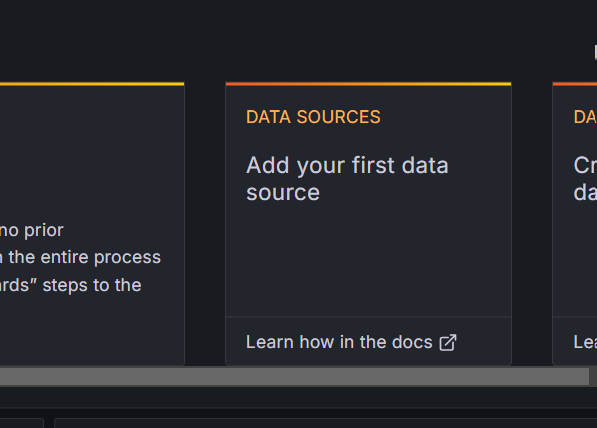 DATA SOURCES
DA
Add your first data
source
Cr
da
no prior
the entire process
steps to the
Learn how in the docs
Lea